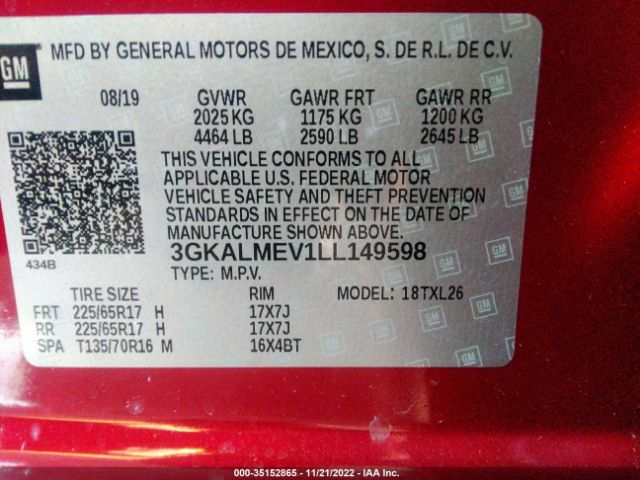 GM
MFD BY GENERAL MOTORS DE MEXICO, S. DE R.L. DE C.V.
08/19 GVWR GAWR FRT GAWR RR
2025 KG 1175 KG 1200 KG
4464 LB 2590 LB 2645 LB
THIS VEHICLE CONFORMS TO ALL
APPLICABLE U.S. FEDERAL MOTOR
VEHICLE SAFETY AND THEFT PREVENTION
STANDARDS IN EFFECT ON THE DATE OF
MANUFACTURE SHOWN ABOVE.
434B
3GKALMEV1LL149598
TYPE: M.P.V.
TIRE SIZE RIM MODEL: 18TXL26
FRT 225/65R17 H 17X7J
RR 225/65R17 H 17X7J
SPA T135/70R16 M 16X4BT
000-35152865 - 11/21/2022 - IAA Inc.